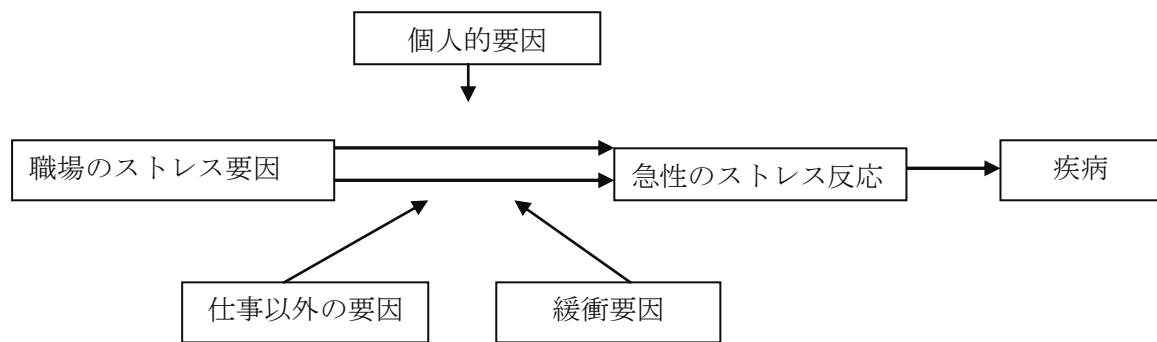 個人的要因
職場のストレス要因
急性のストレス反応
疾病
仕事以外の要因
緩衝要因